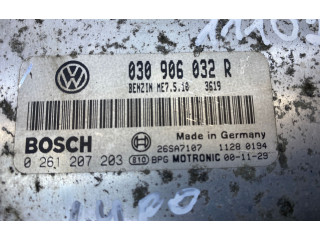 030 906 032 R
BENZIN ME7.5.10 3619
Made in Germany
BOSCH
26SA7107 1128 0194
0 261 207 203 810 BPG MOTRONIC 00-11-29